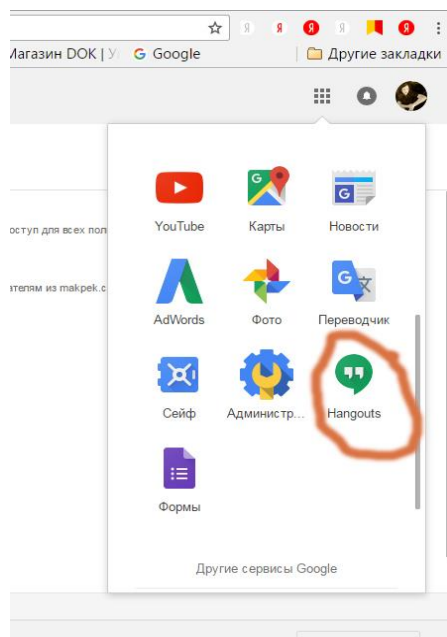 Магазин DOK | У
Google
Другие закладки
оступ для всех пол
ателям из makpek.c
YouTube
Карты
Новости
AdWords
Фото
Переводчик
Сейф
Администр...
Hangouts
Формы
Другие сервисы Google